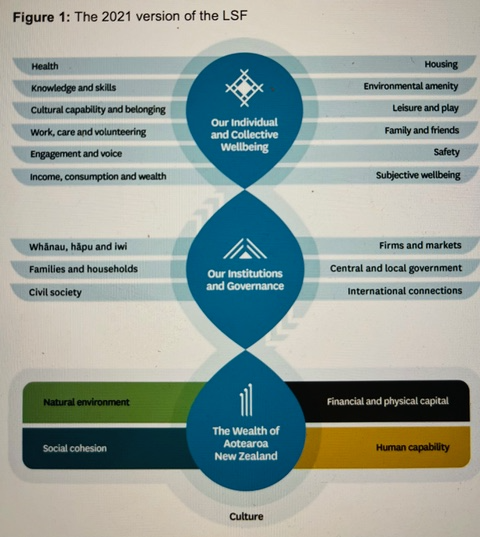 Figure 1: The 2021 version of the LSF
Health
Housing
Knowledge and skills
Environmental amenity
Cultural capability and belonging
Leisure and play
Work, care and volunteering
Family and friends
Engagement and voice
Safety
Income, consumption and wealth
Subjective wellbeing
Our Individual
and Collective
Wellbeing
Whānau, hāpu and iwi
Firms and markets
Families and households
Central and local government
Civil society
International connections
Our Institutions
and Governance
Natural environment
Financial and physical capital
Social cohesion
Human capability
The Wealth of
Aotearoa
New Zealand
Culture